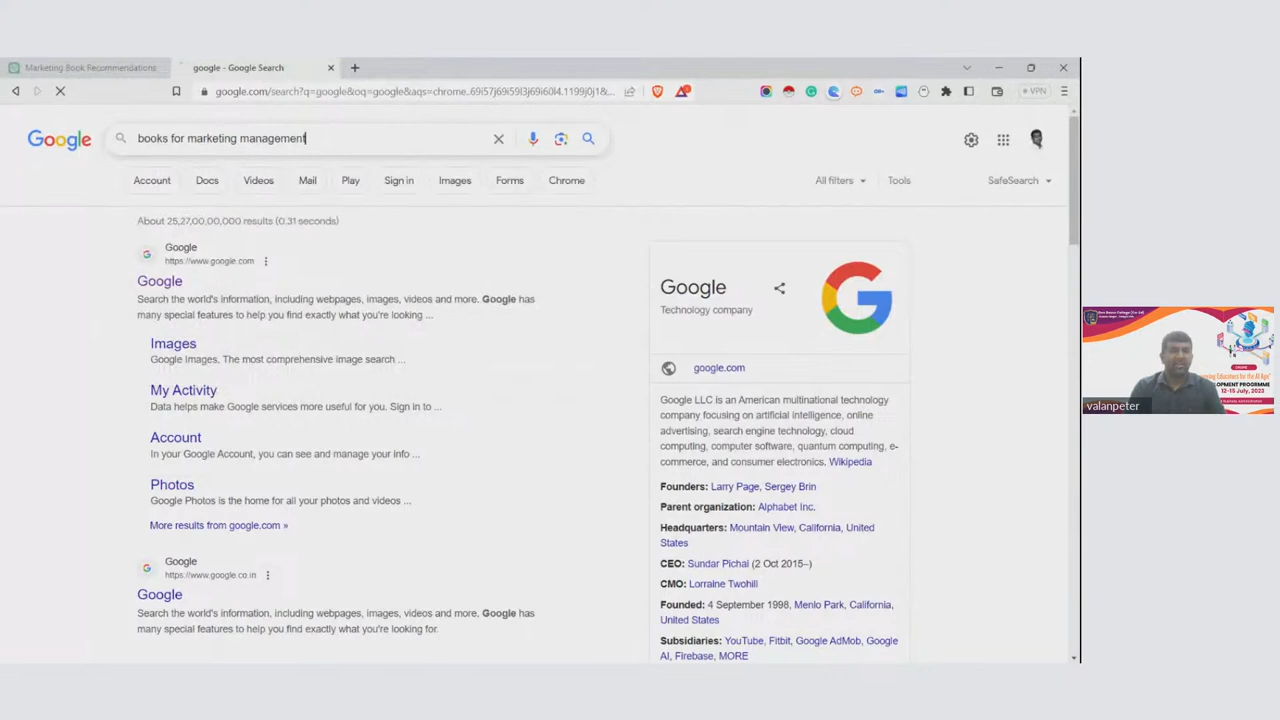 Marketing Book Recommendations
google - Google Search
google.com/search?q=google&oq=google&aqs=chrome..69i57j69i59l3j69i60l4.1199j0j1&...
VPN
Google
books for marketing management
Account
Docs
Videos
Mail
Play
Sign in
Images
Forms
Chrome
All filters
Tools
SafeSearch
About 25,27,00,00,000 results (0.31 seconds)
Google
https://www.google.com
Google
Search the world's information, including webpages, images, videos and more. Google has
many special features to help you find exactly what you're looking ...
Images
Google Images. The most comprehensive image search ...
My Activity
Data helps make Google services more useful for you. Sign in to ...
Account
In your Google Account, you can see and manage your info ...
Photos
Google Photos is the home for all your photos and videos ...
More results from google.com »
Google
https://www.google.co.in
Google
Search the world's information, including webpages, images, videos and more. Google has
many special features to help you find exactly what you're looking for.
Google
Technology company
google.com
Google LLC is an American multinational technology
company focusing on artificial intelligence, online
advertising, search engine technology, cloud
computing, computer software, quantum computing, e-
commerce, and consumer electronics. Wikipedia
Founders: Larry Page, Sergey Brin
Parent organization: Alphabet Inc.
Headquarters: Mountain View, California, United
States
CEO: Sundar Pichai (2 Oct 2015–)
CMO: Lorraine Twohill
Founded: 4 September 1998, Menlo Park, California,
United States
Subsidiaries: YouTube, Fitbit, Google AdMob, Google
AI, Firebase, MORE
ONLINE
Educators for the AI Age"
12-15 July, 2023
valanpeter